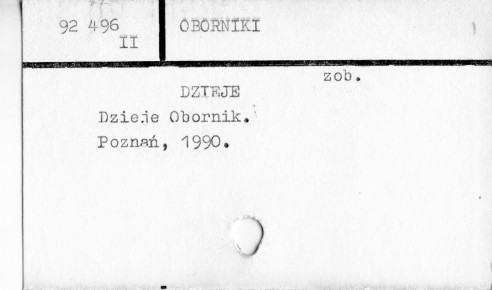 92 496 OBORNIKI
II
zob.
DZIEJE
Dzieje Obornik.
Poznań, 1990.